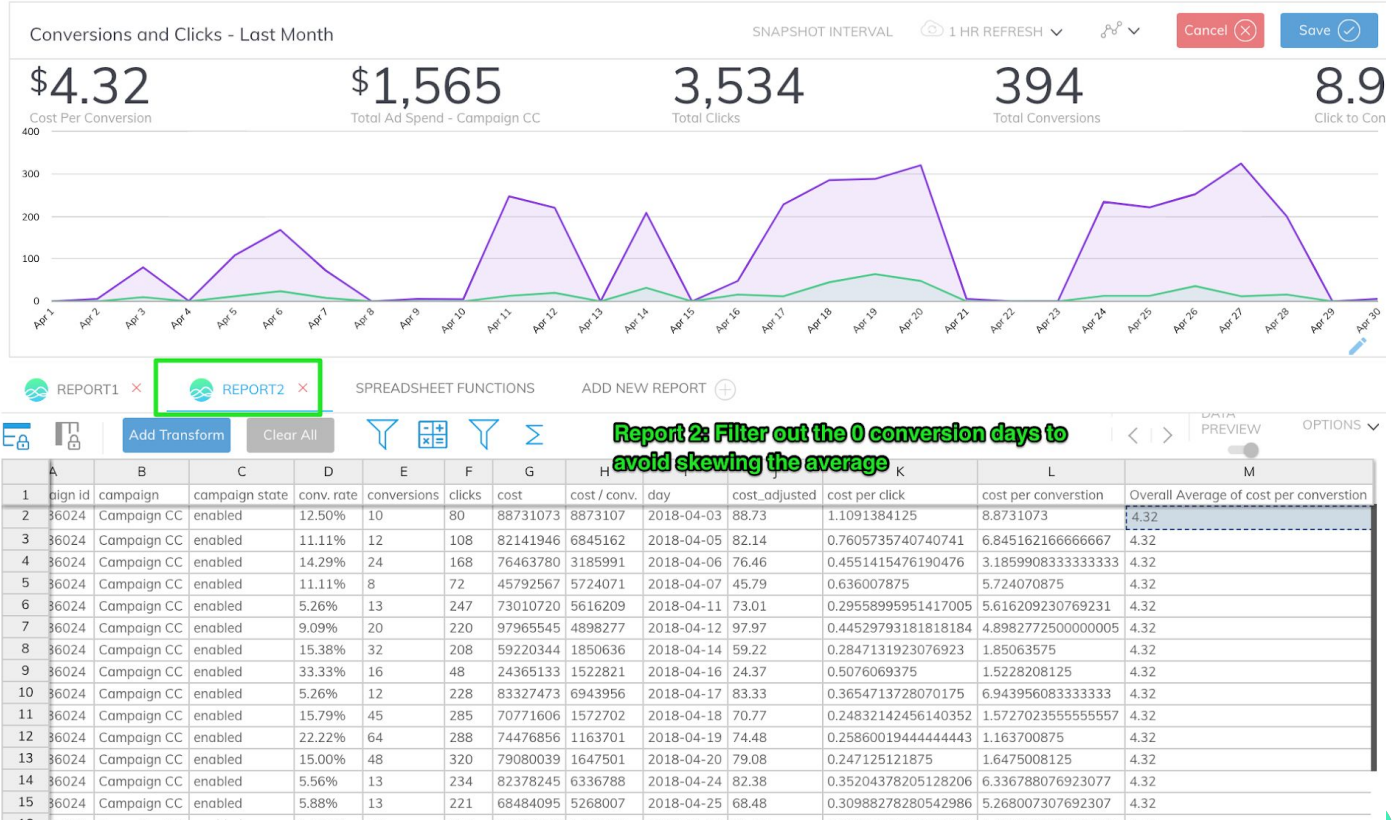 Conversions and Clicks - Last Month
SNAPSHOT INTERVAL
1 HR REFRESH
Cancel
Save
$4.32
Cost Per Conversion
$1,565
Total Ad Spend - Campaign CC
3,534
Total Clicks
394
Total Conversions
8.9
Click to Con
400
300
200
100
0
Apr 1 Apr 2 Apr 3 Apr 4 Apr 5 Apr 6 Apr 7 Apr 8 Apr 9 Apr 10 Apr 11 Apr 12 Apr 13 Apr 14 Apr 15 Apr 16 Apr 17 Apr 18 Apr 19 Apr 20 Apr 21 Apr 22 Apr 23 Apr 24 Apr 25 Apr 26 Apr 27 Apr 28 Apr 29 Apr 30
REPORT1
REPORT2
SPREADSHEET FUNCTIONS
ADD NEW REPORT
Add Transform
Clear All
Report 2: Filter out the 0 conversion days to
avoid skewing the average
DATA
PREVIEW
OPTIONS
A B C D E F G H J K L M
1 aign id campaign campaign state conv. rate conversions clicks cost cost / conv. day cost_adjusted cost per click cost per converstion Overall Average of cost per converstion
2 36024 Campaign CC enabled 12.50% 10 80 88731073 8873107 2018-04-03 88.73 1.1091384125 8.8731073 4.32
3 36024 Campaign CC enabled 11.11% 12 108 82141946 6845162 2018-04-05 82.14 0.7605735740740741 6.845162166666667 4.32
4 36024 Campaign CC enabled 14.29% 24 168 76463780 3185991 2018-04-06 76.46 0.4551415476190476 3.1859908333333333 4.32
5 36024 Campaign CC enabled 11.11% 8 72 45792567 5724071 2018-04-07 45.79 0.636007875 5.724070875 4.32
6 36024 Campaign CC enabled 5.26% 13 247 73010720 5616209 2018-04-11 73.01 0.29558995951417005 5.616209230769231 4.32
7 36024 Campaign CC enabled 9.09% 20 220 97965545 4898277 2018-04-12 97.97 0.44529793181818184 4.8982772500000005 4.32
8 36024 Campaign CC enabled 15.38% 32 208 59220344 1850636 2018-04-14 59.22 0.2847131923076923 1.85063575 4.32
9 36024 Campaign CC enabled 33.33% 16 48 24365133 1522821 2018-04-16 24.37 0.5076069375 1.5228208125 4.32
10 36024 Campaign CC enabled 5.26% 12 228 83327473 6943956 2018-04-17 83.33 0.3654713728070175 6.943956083333333 4.32
11 36024 Campaign CC enabled 15.79% 45 285 70771606 1572702 2018-04-18 70.77 0.24832142456140352 1.5727023555555557 4.32
12 36024 Campaign CC enabled 22.22% 64 288 74476856 1163701 2018-04-19 74.48 0.25860019444444443 1.163700875 4.32
13 36024 Campaign CC enabled 15.00% 48 320 79080039 1647501 2018-04-20 79.08 0.247125121875 1.6475008125 4.32
14 36024 Campaign CC enabled 5.56% 13 234 82378245 6336788 2018-04-24 82.38 0.35204378205128206 6.336788076923077 4.32
15 36024 Campaign CC enabled 5.88% 13 221 68484095 5268007 2018-04-25 68.48 0.30988278280542986 5.268007307692307 4.32